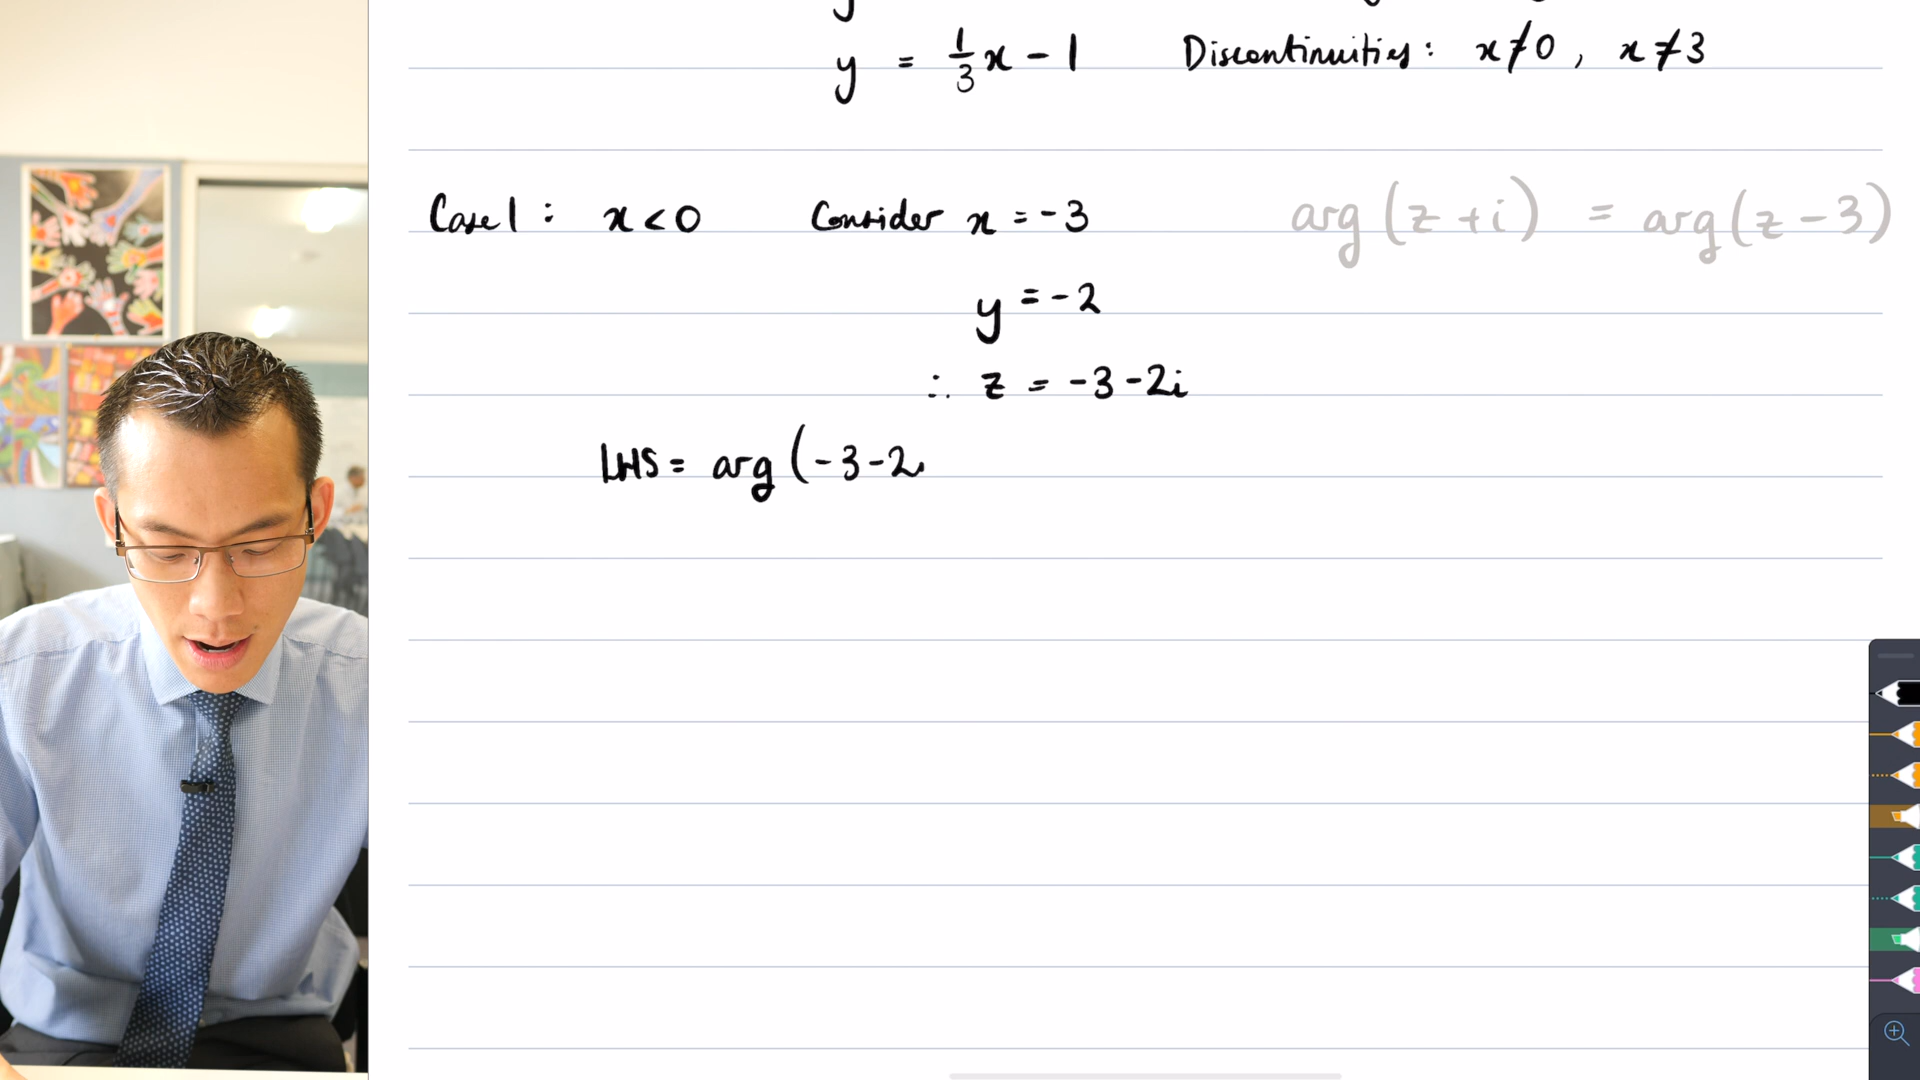 y = 1/3 x - 1 Discontinuities: x≠0, x≠3
Case 1: x<0 Consider x = -3 arg(z+i) = arg(z-3)
y = -2
∴ z = -3-2i
LHS = arg(-3-2